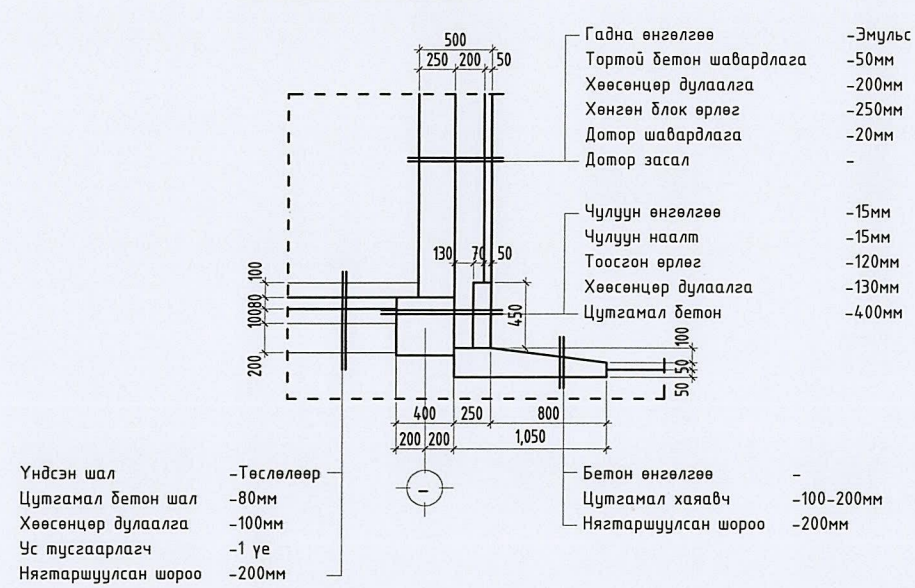 500
250 200 50
Гадна өнгөлгөө -Эмульс
Тортой бетон шавардлага -50мм
Хөөсөнцөр дулаалга -200мм
Хөнгөн блок өрлөг -250мм
Дотор шавардлага -20мм
Дотор засал -
Чулуун өнгөлгөө -15мм
Чулуун наалт -15мм
Тоосгон өрлөг -120мм
Хөөсөнцөр дулаалга -130мм
Цутгамал бетон -400мм
130 70 50
100
80
100
200
450
100
50
50
400 250 800
200 200 1,050
-
Үндсэн шал -Төслөлөөр
Цутгамал бетон шал -80мм
Хөөсөнцөр дулаалга -100мм
Ус тусгаарлагч -1 үе
Нягтаршуулсан шороо -200мм
Бетон өнгөлгөө -
Цутгамал хаяавч -100-200мм
Нягтаршуулсан шороо -200мм